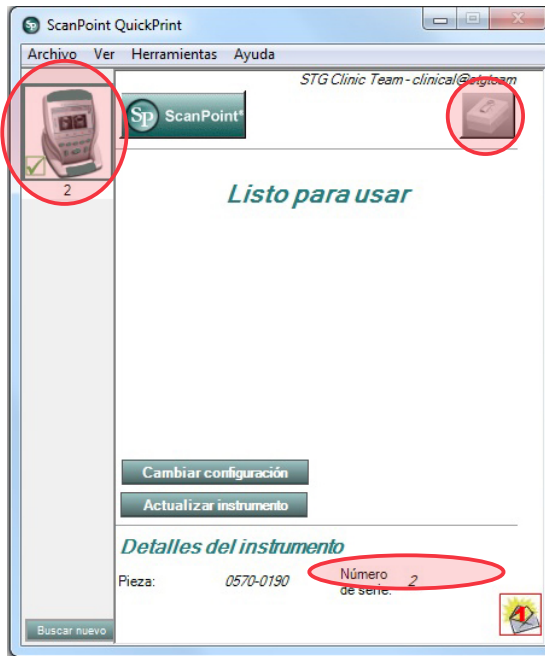 ScanPoint QuickPrint
Archivo Ver Herramientas Ayuda
STG Clinic Team - clinical@stgteam
Sp ScanPoint®
2
Listo para usar
Cambiar configuración
Actualizar instrumento
Detalles del instrumento
Pieza: 0570-0190 Número de serie: 2
Buscar nuevo